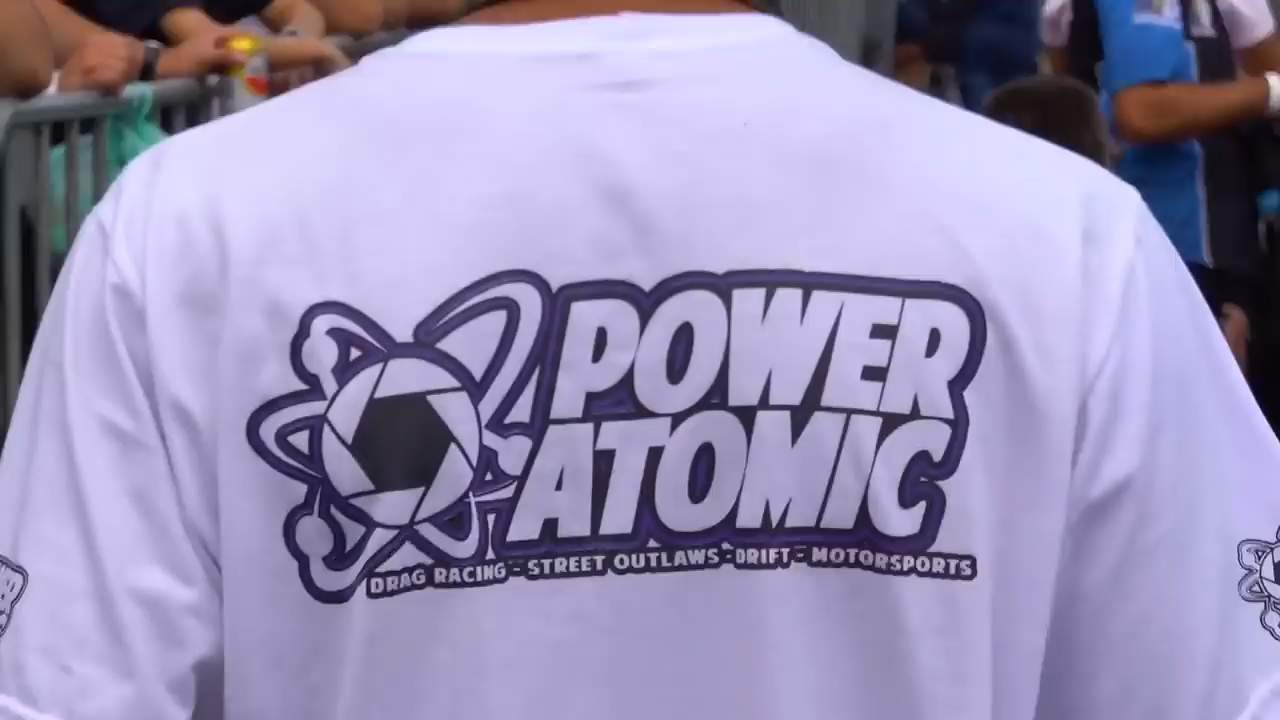 POWER
ATOMIC
DRAG RACING - STREET OUTLAWS - DRIFT - MOTORSPORTS